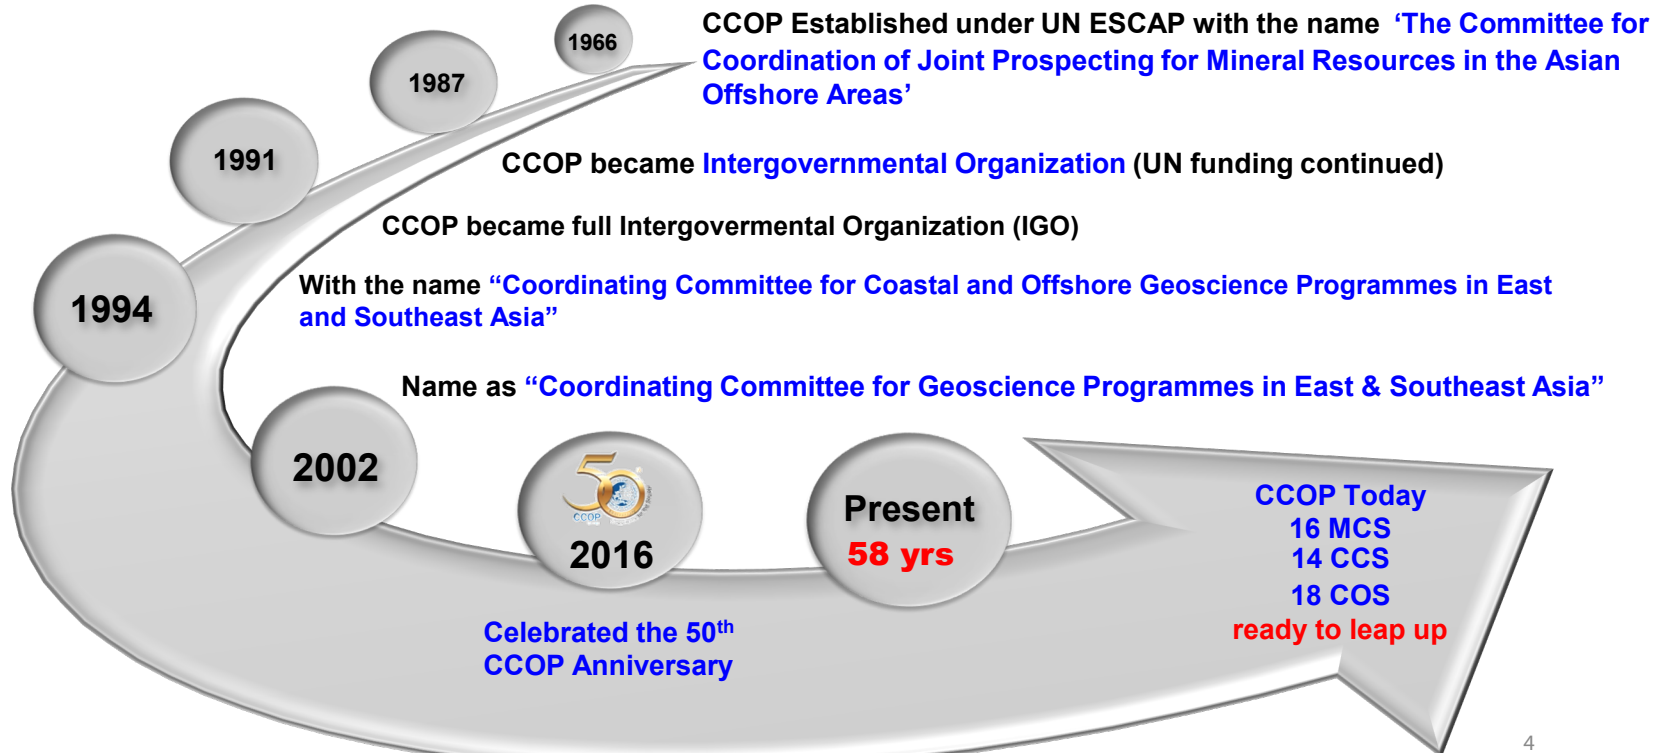 1966
CCOP Established under UN ESCAP with the name ‘The Committee for
Coordination of Joint Prospecting for Mineral Resources in the Asian
Offshore Areas’
1987
CCOP became Intergovernmental Organization (UN funding continued)
1991
CCOP became full Intergovermental Organization (IGO)
1994
With the name “Coordinating Committee for Coastal and Offshore Geoscience Programmes in East
and Southeast Asia”
2002
Name as “Coordinating Committee for Geoscience Programmes in East & Southeast Asia”
50
CCOP
2016
Celebrated the 50th
CCOP Anniversary
Present
58 yrs
CCOP Today
16 MCS
14 CCS
18 COS
ready to leap up
4